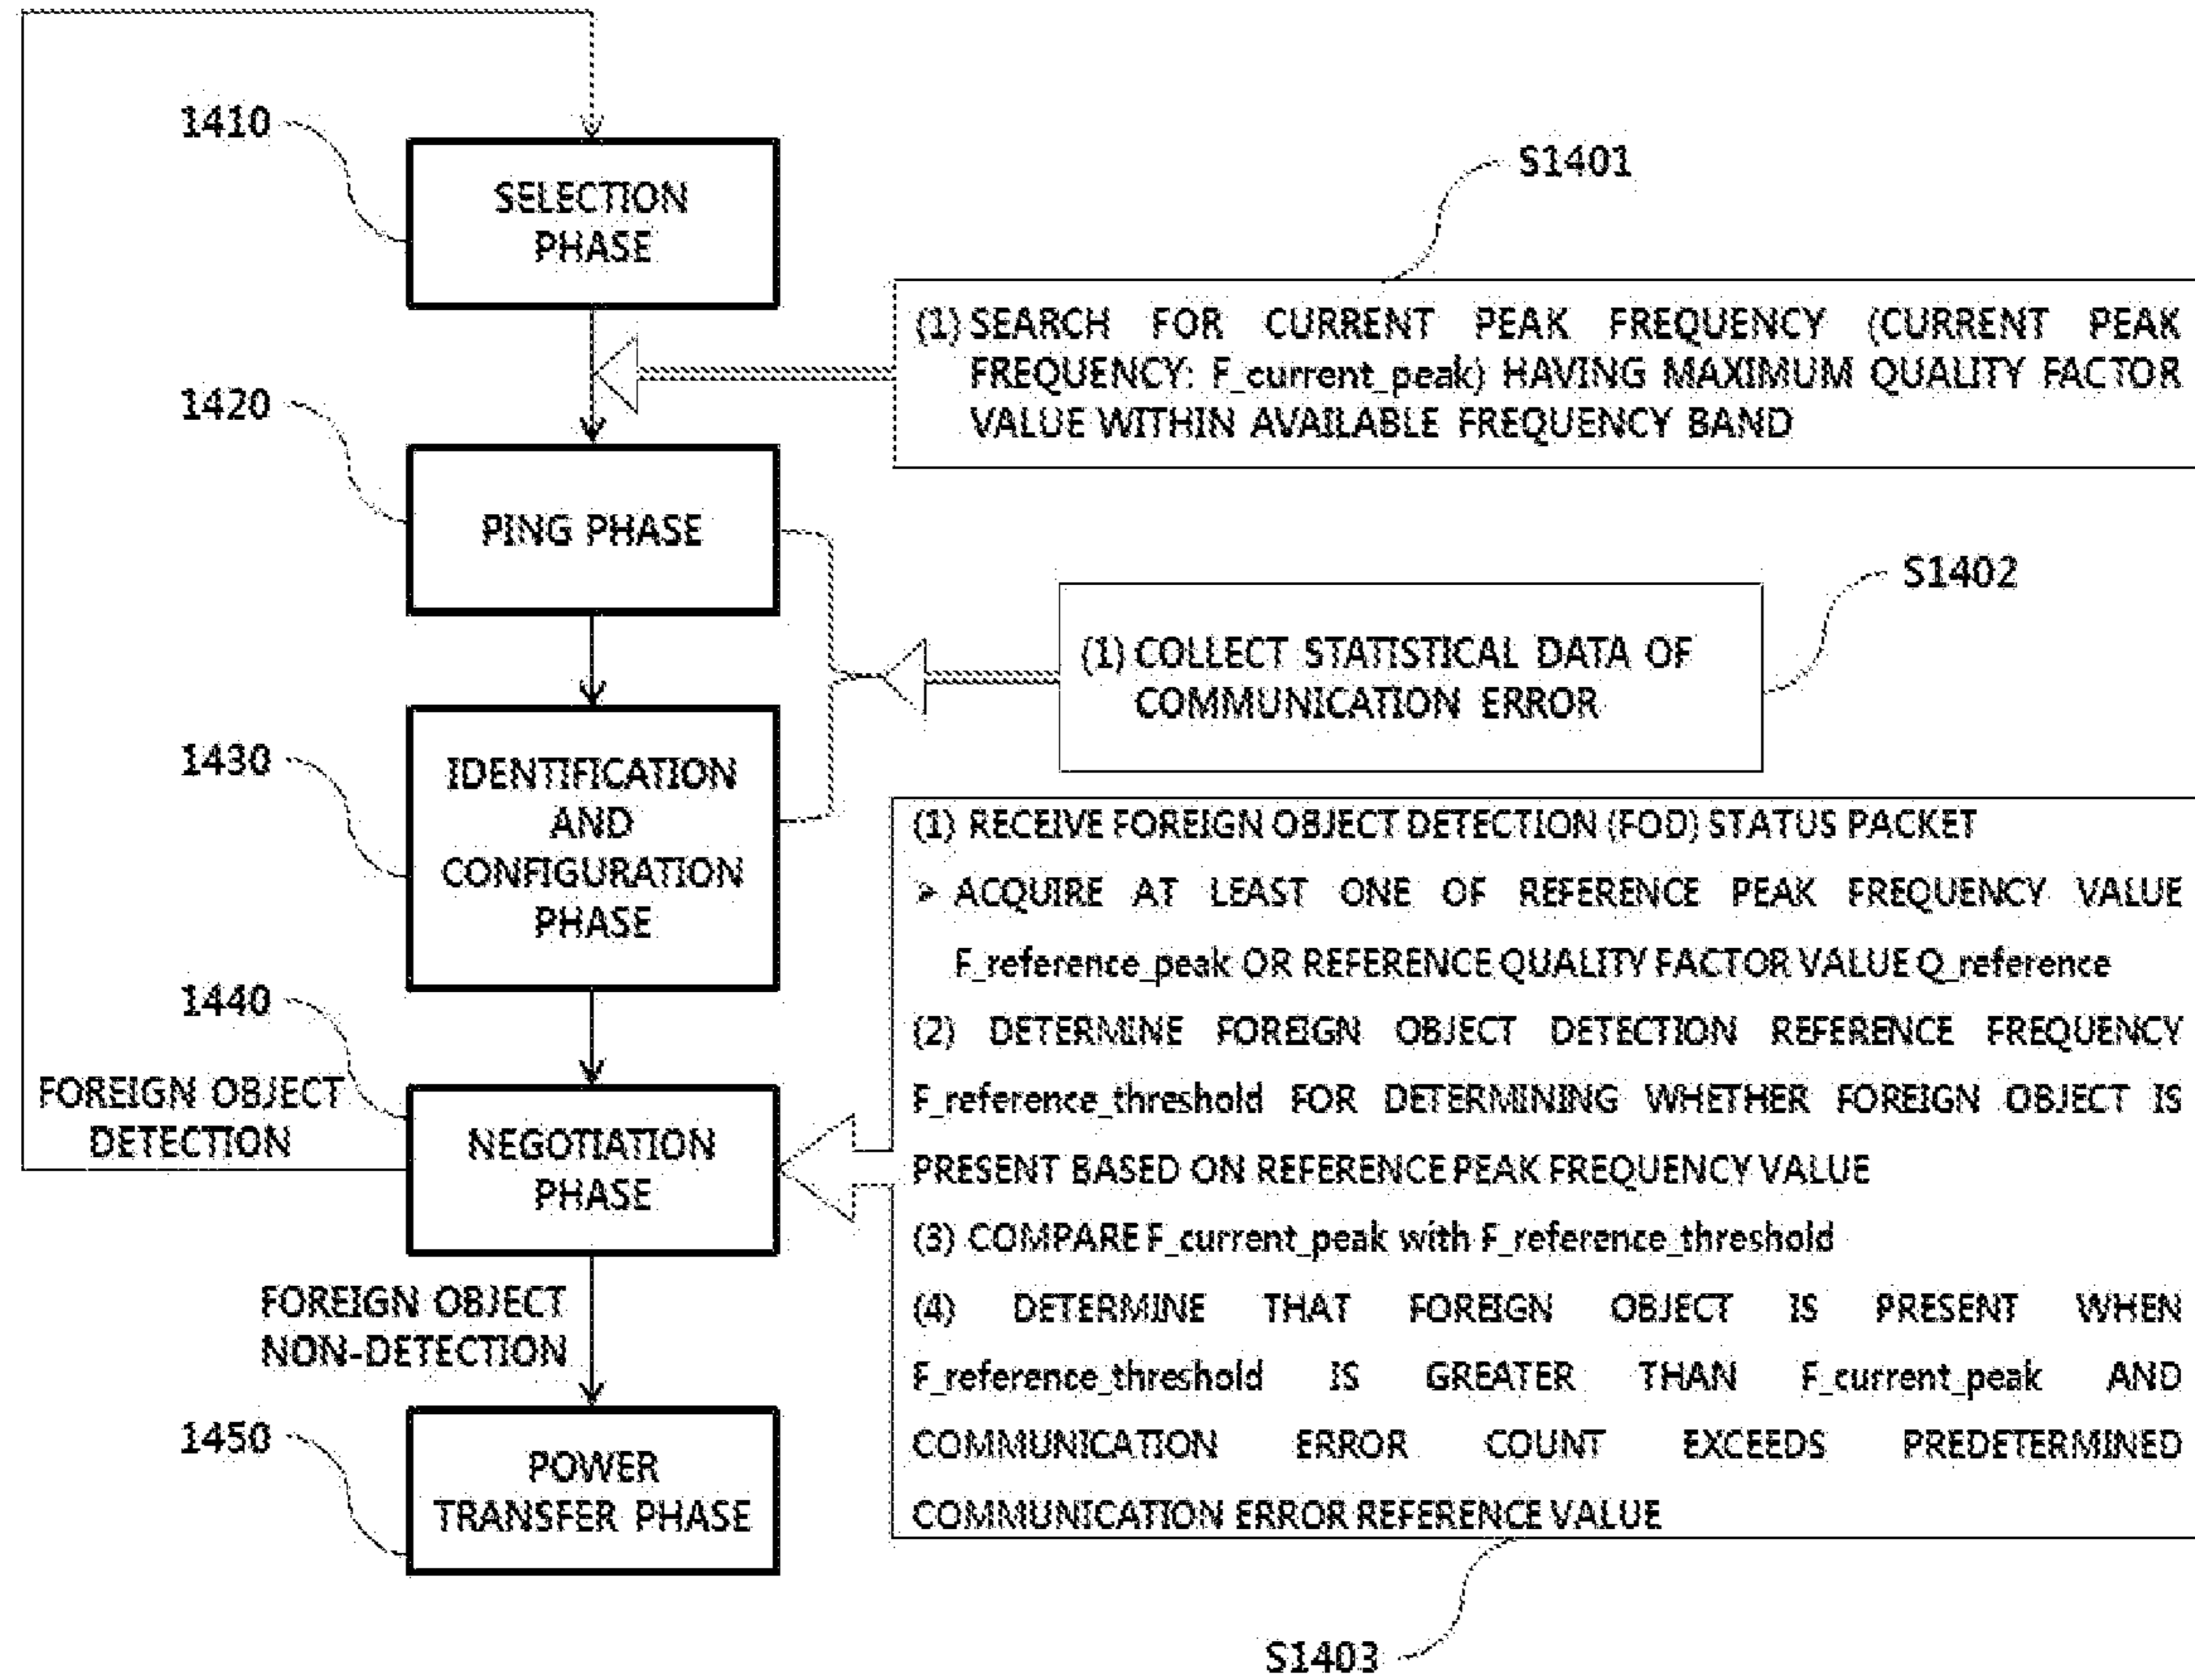 1410
SELECTION
PHASE
S1401
(1) SEARCH FOR CURRENT PEAK FREQUENCY (CURRENT PEAK
FREQUENCY: F_current_peak) HAVING MAXIMUM QUALITY FACTOR
VALUE WITHIN AVAILABLE FREQUENCY BAND
1420
PING PHASE
S1402
(1) COLLECT STATISTICAL DATA OF
COMMUNICATION ERROR
1430
IDENTIFICATION
AND
CONFIGURATION
PHASE
1440
FOREIGN OBJECT
DETECTION
NEGOTIATION
PHASE
(1) RECEIVE FOREIGN OBJECT DETECTION (FOD) STATUS PACKET
➢ ACQUIRE AT LEAST ONE OF REFERENCE PEAK FREQUENCY VALUE
F_reference_peak OR REFERENCE QUALITY FACTOR VALUE Q_reference
(2) DETERMINE FOREIGN OBJECT DETECTION REFERENCE FREQUENCY
F_reference_threshold FOR DETERMINING WHETHER FOREIGN OBJECT IS
PRESENT BASED ON REFERENCE PEAK FREQUENCY VALUE
(3) COMPARE F_current_peak with F_reference_threshold
(4) DETERMINE THAT FOREIGN OBJECT IS PRESENT WHEN
F_reference_threshold IS GREATER THAN F_current_peak AND
COMMUNICATION ERROR COUNT EXCEEDS PREDETERMINED
COMMUNICATION ERROR REFERENCE VALUE
FOREIGN OBJECT
NON-DETECTION
1450
POWER
TRANSFER PHASE
S1403